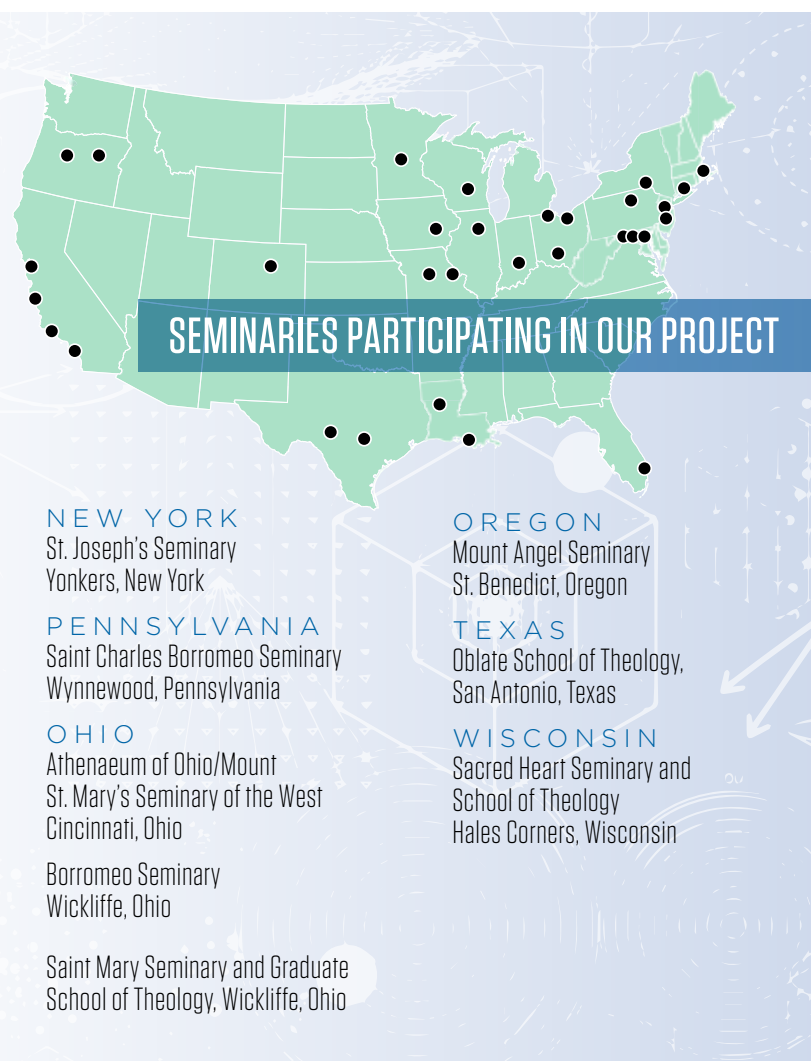 SEMINARIES PARTICIPATING IN OUR PROJECT
NEW YORK
St. Joseph's Seminary
Yonkers, New York
PENNSYLVANIA
Saint Charles Borromeo Seminary
Wynnewood, Pennsylvania
OHIO
Athenaeum of Ohio/Mount
St. Mary's Seminary of the West
Cincinnati, Ohio
Borromeo Seminary
Wickliffe, Ohio
Saint Mary Seminary and Graduate
School of Theology, Wickliffe, Ohio
OREGON
Mount Angel Seminary
St. Benedict, Oregon
TEXAS
Oblate School of Theology,
San Antonio, Texas
WISCONSIN
Sacred Heart Seminary and
School of Theology
Hales Corners, Wisconsin